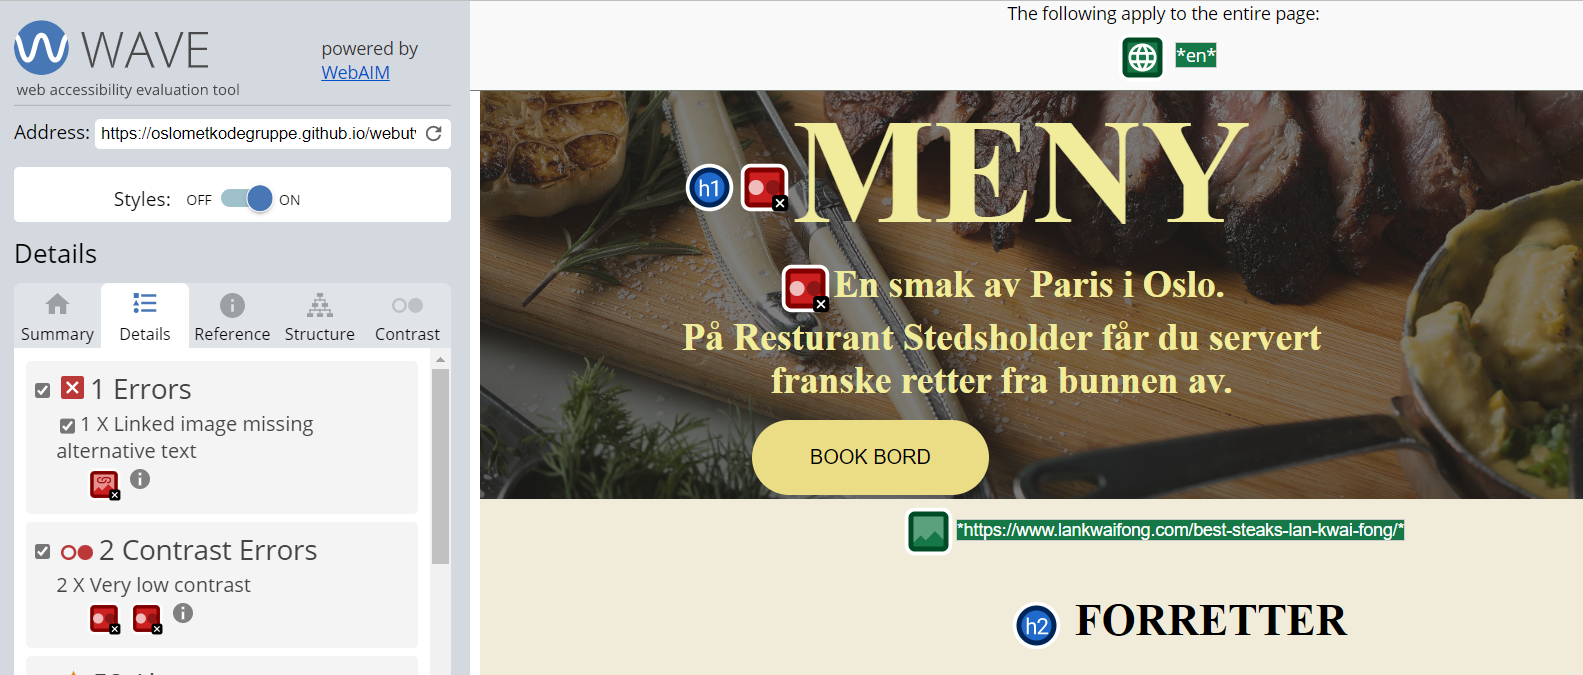 WAVE
web accessibility evaluation tool
powered by
WebAIM
Address: https://oslometkodegruppe.github.io/webut
Styles: OFF ON
Details
Summary Details Reference Structure Contrast
1 Errors
1 X Linked image missing
alternative text
2 Contrast Errors
2 X Very low contrast
The following apply to the entire page:
*en*
h1 MENY
En smak av Paris i Oslo.
På Resturant Stedsholder får du servert
franske retter fra bunnen av.
BOOK BORD
*https://www.lankwaifong.com/best-steaks-lan-kwai-fong/*
h2 FORRETTER